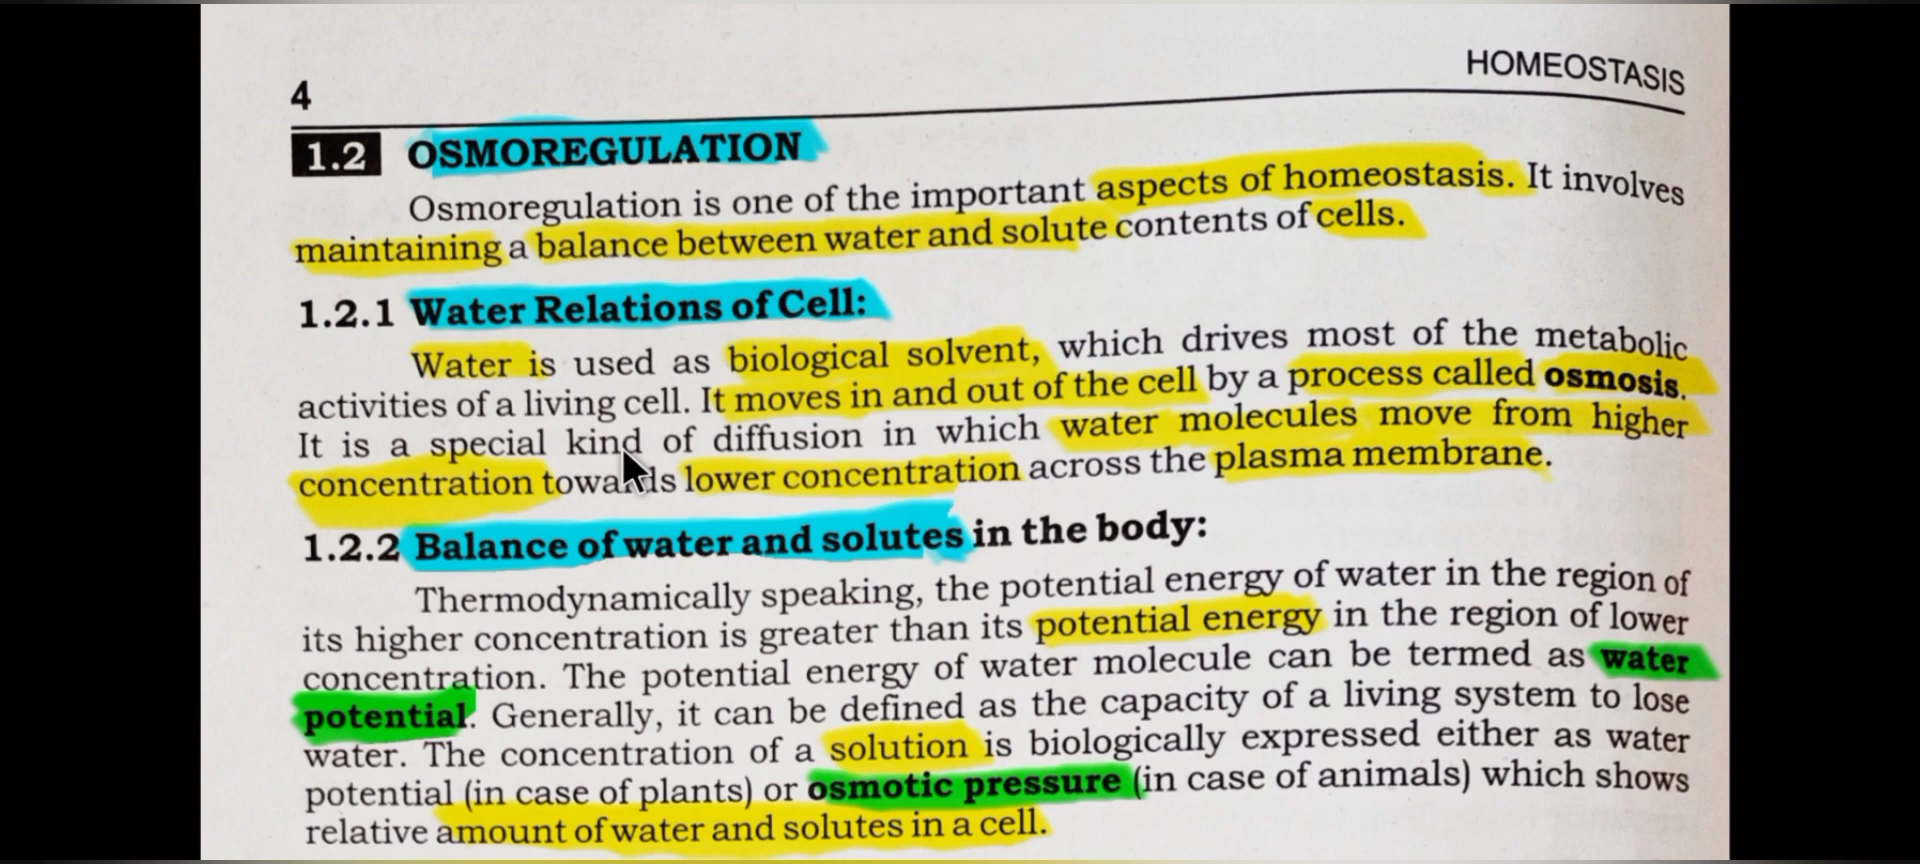 HOMEOSTASIS
4
1.2 OSMOREGULATION
Osmoregulation is one of the important aspects of homeostasis. It involves
maintaining a balance between water and solute contents of cells.
1.2.1 Water Relations of Cell:
Water is used as biological solvent, which drives most of the metabolic
activities of a living cell. It moves in and out of the cell by a process called osmosis.
It is a special kind of diffusion in which water molecules move from higher
concentration towards lower concentration across the plasma membrane.
1.2.2 Balance of water and solutes in the body:
Thermodynamically speaking, the potential energy of water in the region of
its higher concentration is greater than its potential energy in the region of lower
concentration. The potential energy of water molecule can be termed as water
potential. Generally, it can be defined as the capacity of a living system to lose
water. The concentration of a solution is biologically expressed either as water
potential (in case of plants) or osmotic pressure (in case of animals) which shows
relative amount of water and solutes in a cell.